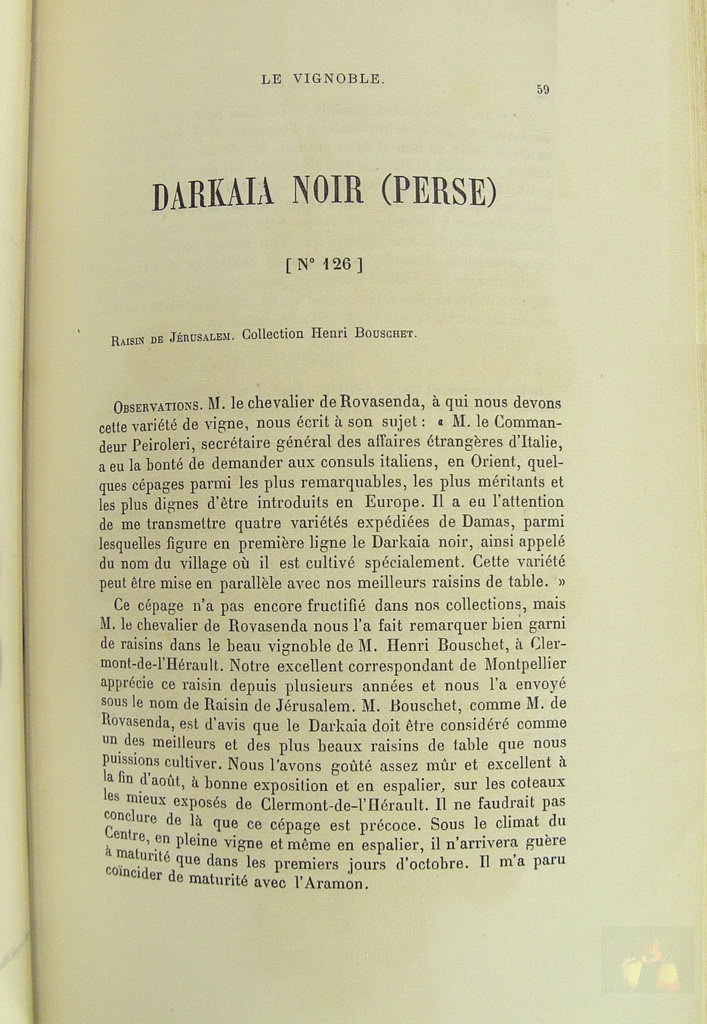 LE VIGNOBLE.
59
DARKAIA NOIR (PERSE)
[ N° 126 ]
RAISIN DE JÉRUSALEM. Collection Henri BOUSCHET.
OBSERVATIONS. M. le chevalier de Rovasenda, à qui nous devons
cette variété de vigne, nous écrit à son sujet : « M. le Comman-
deur Peiroleri, secrétaire général des affaires étrangères d'Italie,
a eu la bonté de demander aux consuls italiens, en Orient, quel-
ques cépages parmi les plus remarquables, les plus méritants et
les plus dignes d'être introduits en Europe. Il a eu l'attention
de me transmettre quatre variétés expédiées de Damas, parmi
lesquelles figure en première ligne le Darkaia noir, ainsi appelé
du nom du village où il est cultivé spécialement. Cette variété
peut être mise en parallèle avec nos meilleurs raisins de table. »
Ce cépage n'a pas encore fructifié dans nos collections, mais
M. le chevalier de Rovasenda nous l'a fait remarquer bien garni
de raisins dans le beau vignoble de M. Henri Bouschet, à Cler-
mont-de-l'Hérault. Notre excellent correspondant de Montpellier
apprécie ce raisin depuis plusieurs années et nous l'a envoyé
sous le nom de Raisin de Jérusalem. M. Bouschet, comme M. de
Rovasenda, est d'avis que le Darkaia doit être considéré comme
un des meilleurs et des plus beaux raisins de table que nous
puissions cultiver. Nous l'avons goûté assez mûr et excellent à
la fin d'août, à bonne exposition et en espalier, sur les coteaux
les mieux exposés de Clermont-de-l'Hérault. Il ne faudrait pas
conclure de là que ce cépage est précoce. Sous le climat du
Centre, en pleine vigne et même en espalier, il n'arrivera guère
à maturité que dans les premiers jours d'octobre. Il m'a paru
coïncider de maturité avec l'Aramon.